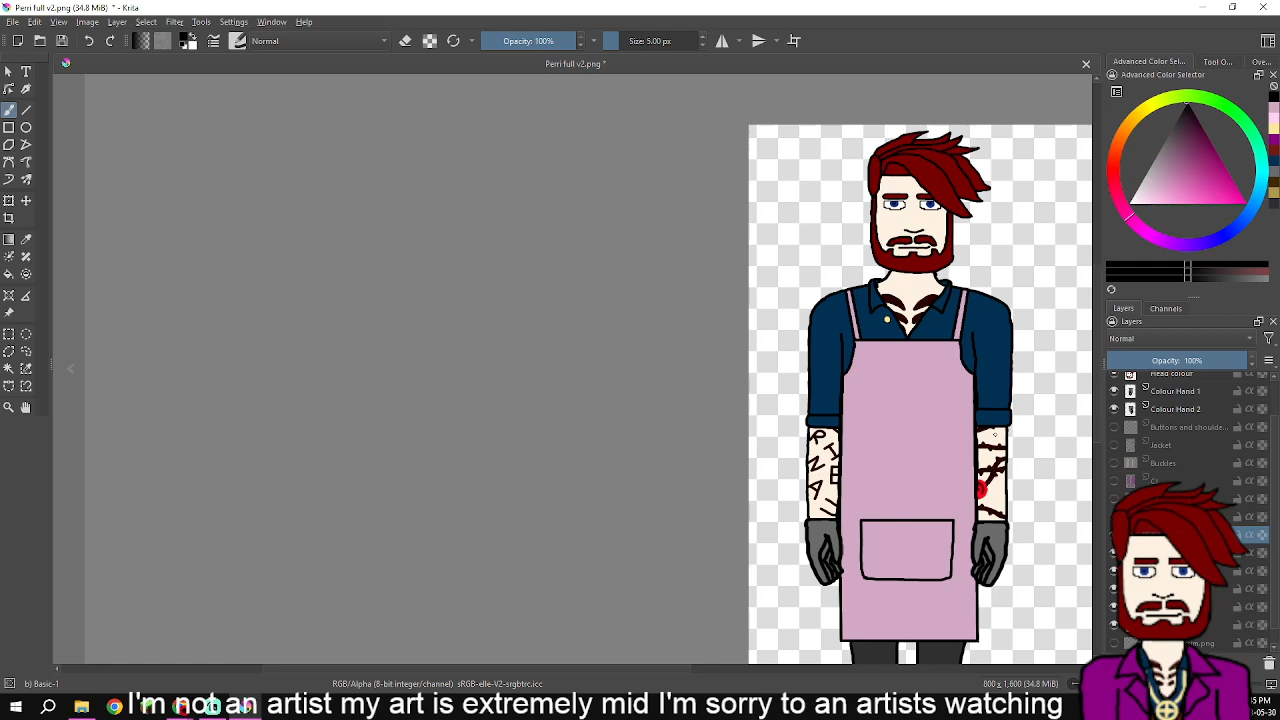 Perri full v2.png (34.8 MiB) * - Krita
File Edit View Image Layer Select Filter Tools Settings Window Help
Normal Opacity: 100% Size: 5.00 px
Perri full v2.png *
Advanced Color Sel... Tool O... Ove...
Advanced Color Selector
Layers Channels
Layers
Normal
Opacity: 100%
Head colour
Colour Hand 1
Colour Hand 2
Buttons and shoulde...
Jacket
Buckles
b) Basic-1 RGB/Alpha (8-bit integer/channel) sRGB-elle-V2-srgbtrc.icc 800 x 1,600 (34.8 MiB)
I'm not an artist my art is extremely mid I'm sorry to an artists watching